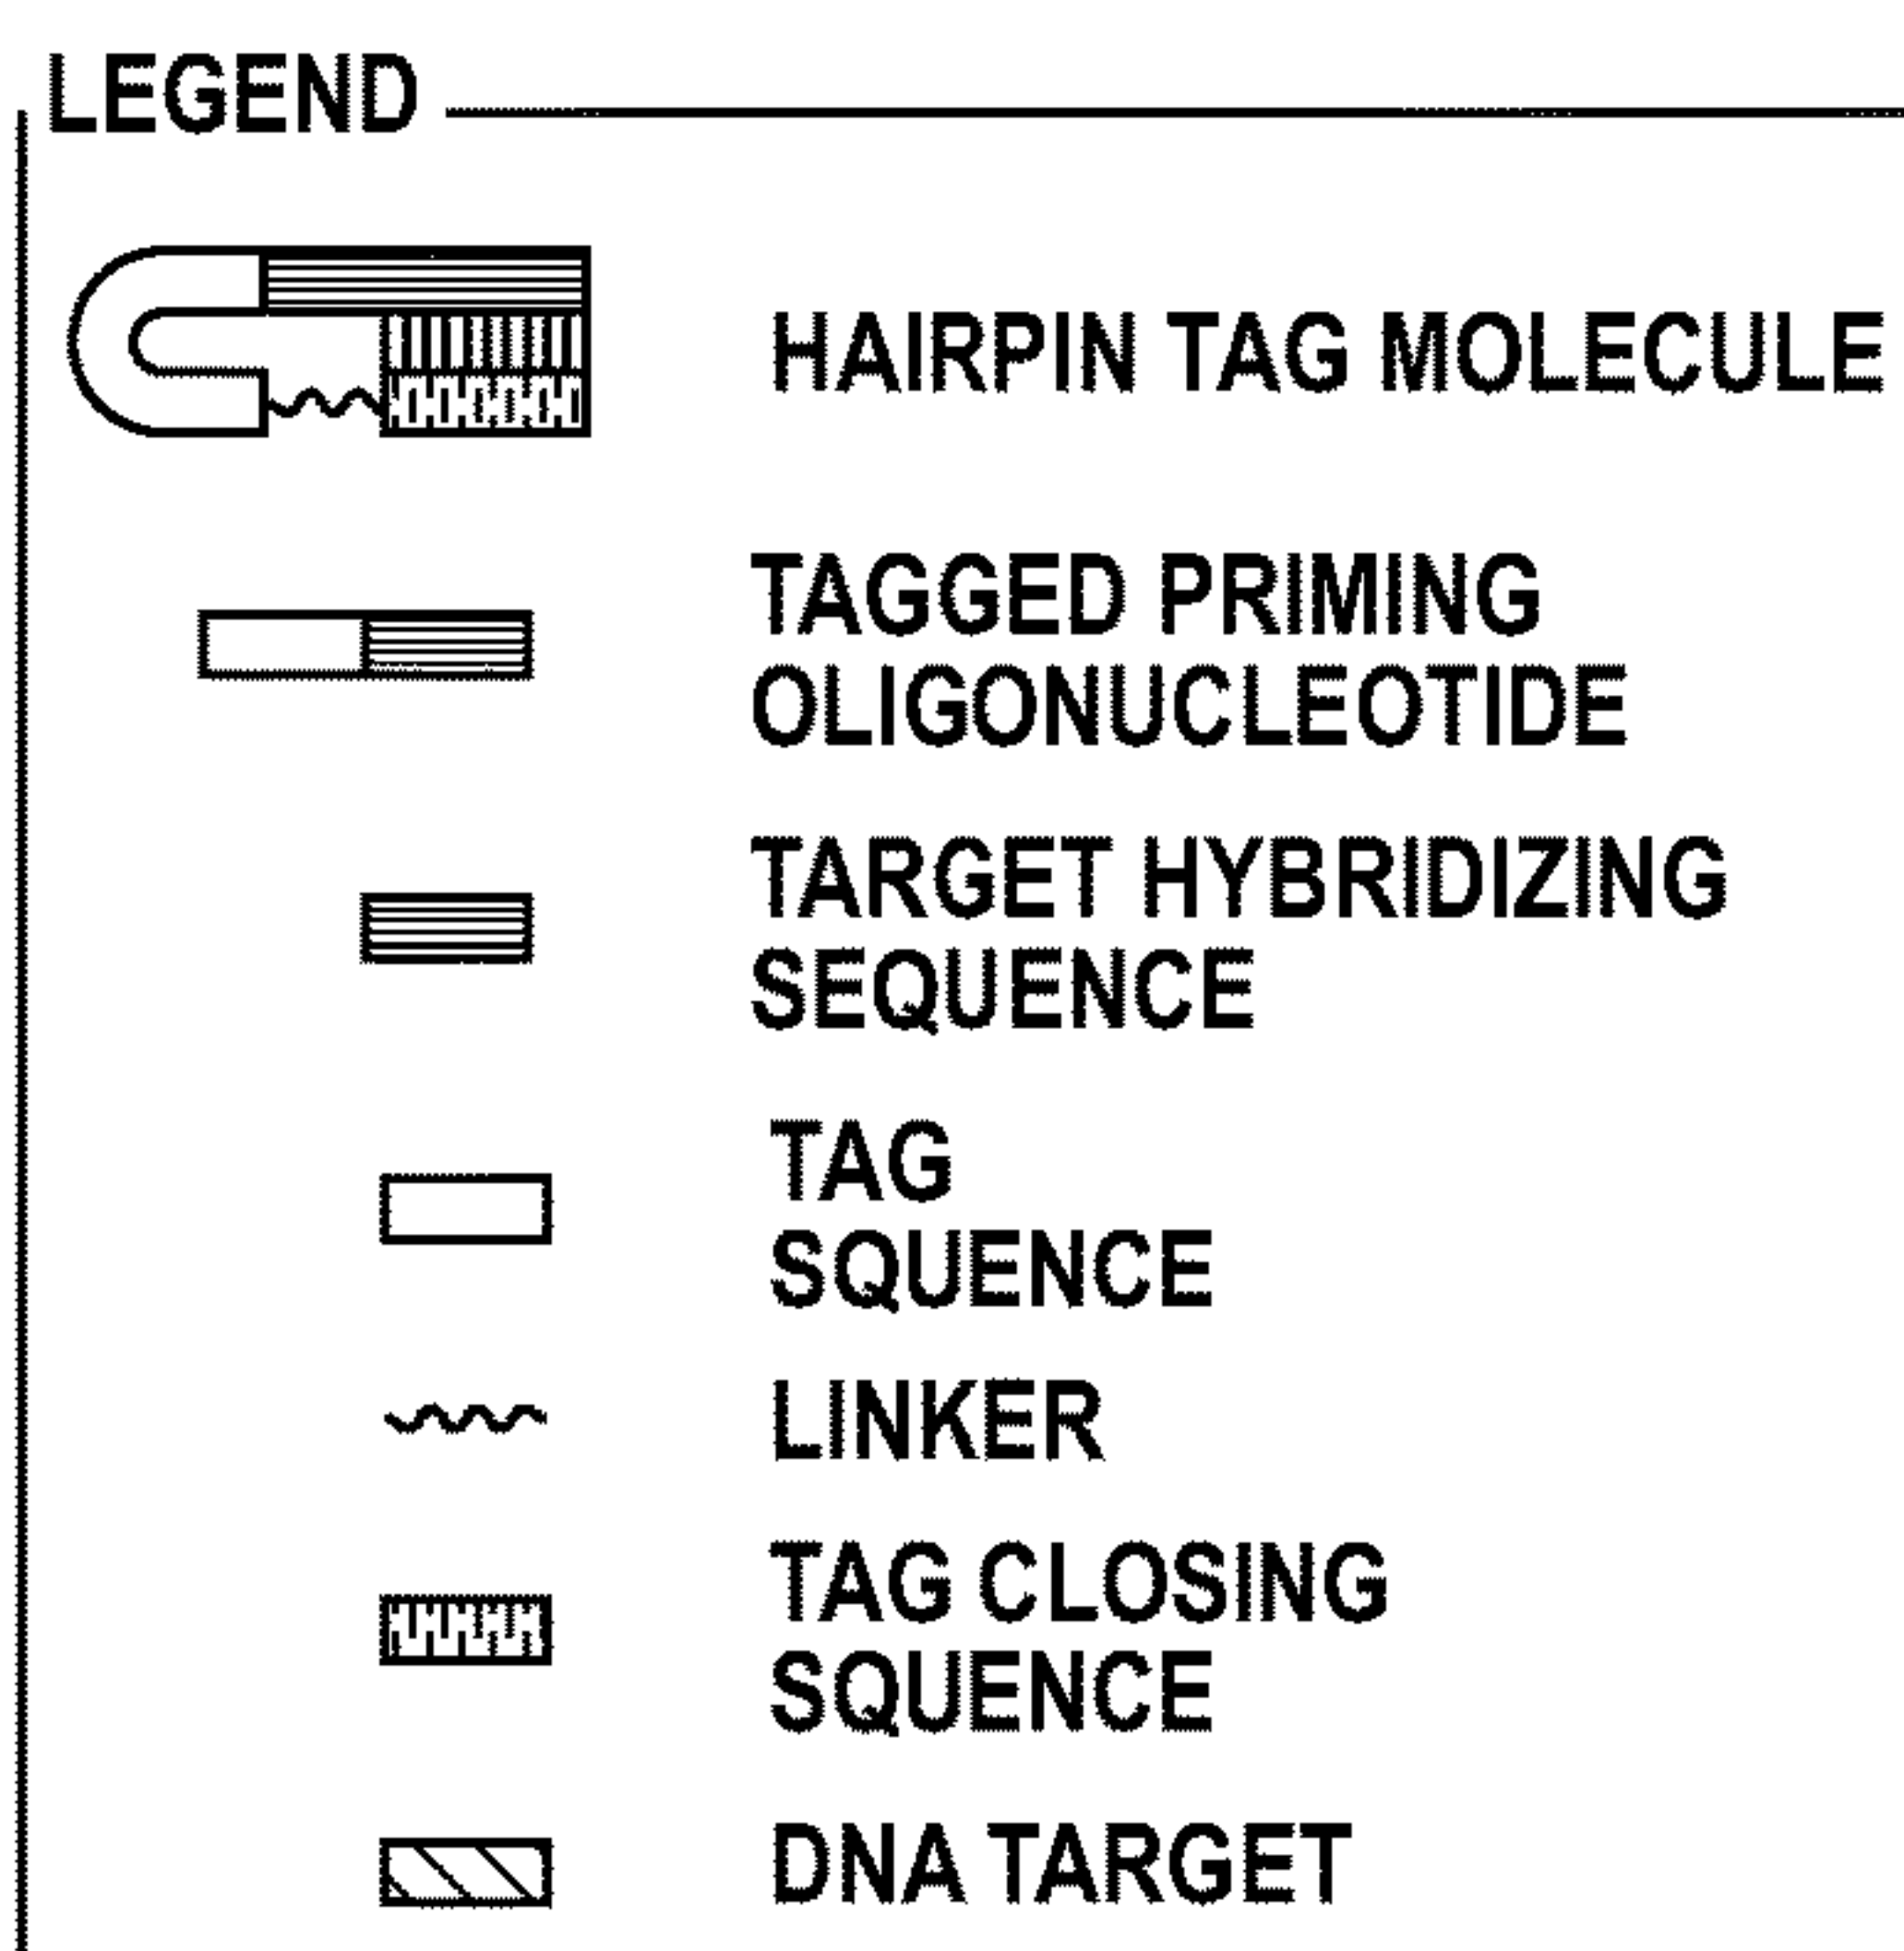 LEGEND
HAIRPIN TAG MOLECULE
TAGGED PRIMING
OLIGONUCLEOTIDE
TARGET HYBRIDIZING
SEQUENCE
TAG
SQUENCE
LINKER
TAG CLOSING
SQUENCE
DNA TARGET